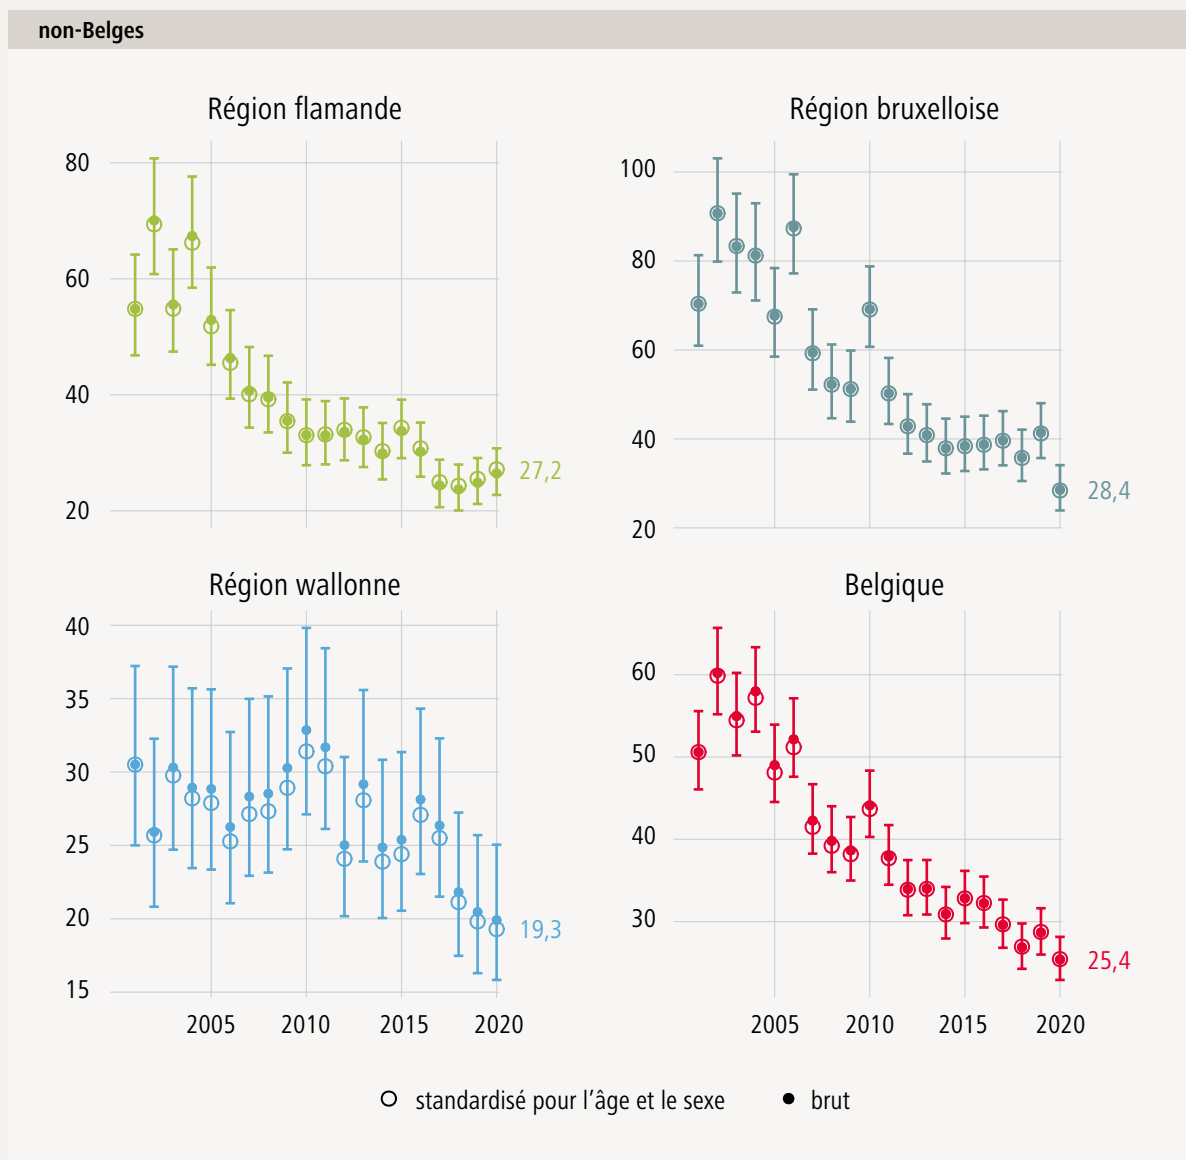 non-Belges
Région flamande
80
60
40
20
27,2
Région bruxelloise
100
80
60
40
20
28,4
Région wallonne
40
35
30
25
20
15
19,3
2005 2010 2015 2020
Belgique
60
50
40
30
25,4
2005 2010 2015 2020
standardisé pour l'âge et le sexe
brut